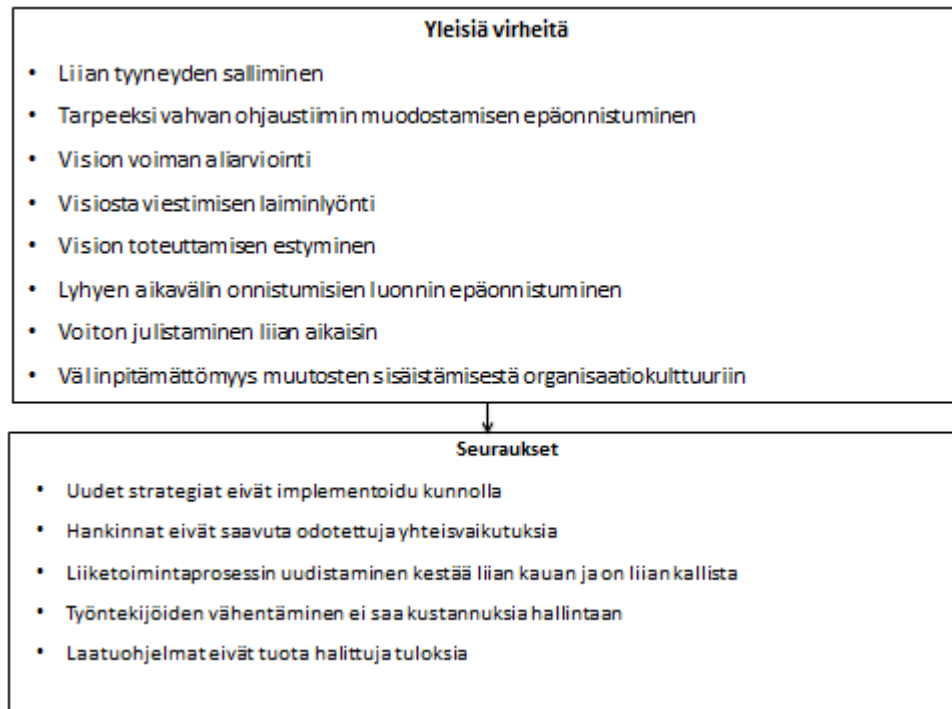 Yleisiä virheitä
• Liian tyyneyden salliminen
• Tarpeeksi vahvan ohjaustiimin muodostamisen epäonnistuminen
• Vision voiman aliarviointi
• Visiosta viestimisen laiminlyönti
• Vision toteuttamisen estyminen
• Lyhyen aikavälin onnistumisien luonnin epäonnistuminen
• Voiton julistaminen liian aikaisin
• Välinpitämättömyys muutosten sisäistämisestä organisaatiokulttuuriin
Seuraukset
• Uudet strategiat eivät implementoidu kunnolla
• Hankinnat eivät saavuta odotettuja yhteisvaikutuksia
• Liiketoimintaprosessin uudistaminen kestää liian kauan ja on liian kallista
• Työntekijöiden vähentäminen ei saa kustannuksia hallintaan
• Laatuohjelmat eivät tuota halittuja tuloksia